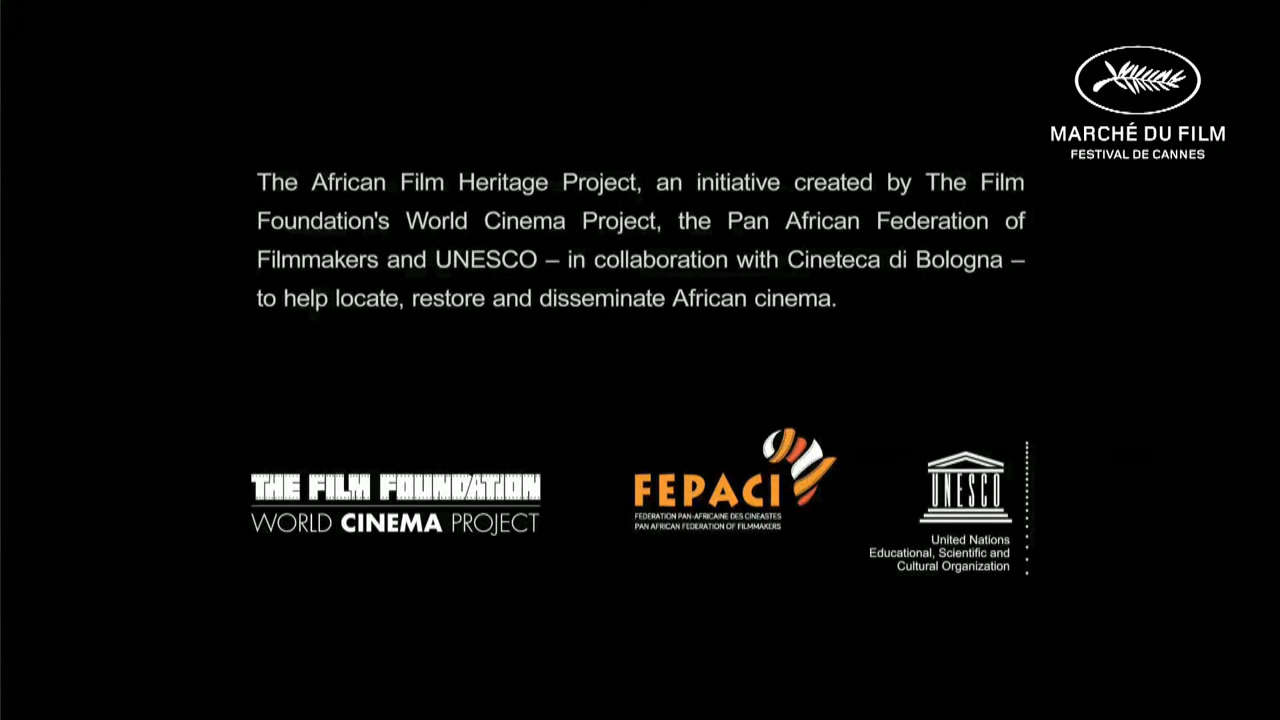 MARCHÉ DU FILM
FESTIVAL DE CANNES
The African Film Heritage Project, an initiative created by The Film
Foundation's World Cinema Project, the Pan African Federation of
Filmmakers and UNESCO – in collaboration with Cineteca di Bologna –
to help locate, restore and disseminate African cinema.
THE FILM FOUNDATION
WORLD CINEMA PROJECT
FEPACI
FEDERATION PAN-AFRICAINE DES CINEASTES
PAN AFRICAN FEDERATION OF FILMMAKERS
UNESCO
United Nations
Educational, Scientific and
Cultural Organization